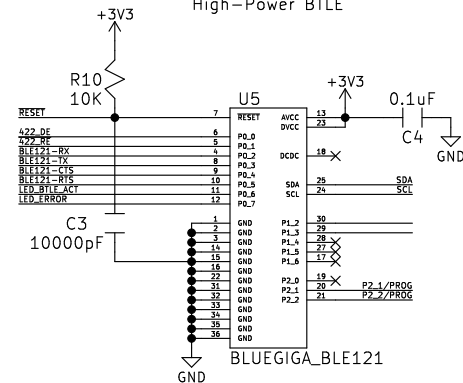 High-Power BTLE
+3V3
R10
10K
U5
+3V3
0.1uF
C4
GND
RESET 7 RESET AVCC 13
DVCC 23
422_DE 6 P0_0
422_RE 5 P0_1
BLE121-RX 4 P0_2 DCDC 18
BLE121-TX 8 P0_3
BLE121-CTS 9 P0_4
BLE121-RTS 10 P0_5 SDA 25 SDA
LED_BTLE_ACT 11 P0_6 SCL 24 SCL
LED_ERROR 12 P0_7
C3
10000pF
1 GND P1_2 30
2 GND P1_3 29
3 GND P1_4 28
14 GND P1_5 27
15 GND P1_6 17
16 GND
22 GND P2_0 19
31 GND P2_1 20 P2_1/PROG
32 GND P2_2 21 P2_2/PROG
33 GND
34 GND
35 GND
36 GND
BLUEGIGA_BLE121
GND